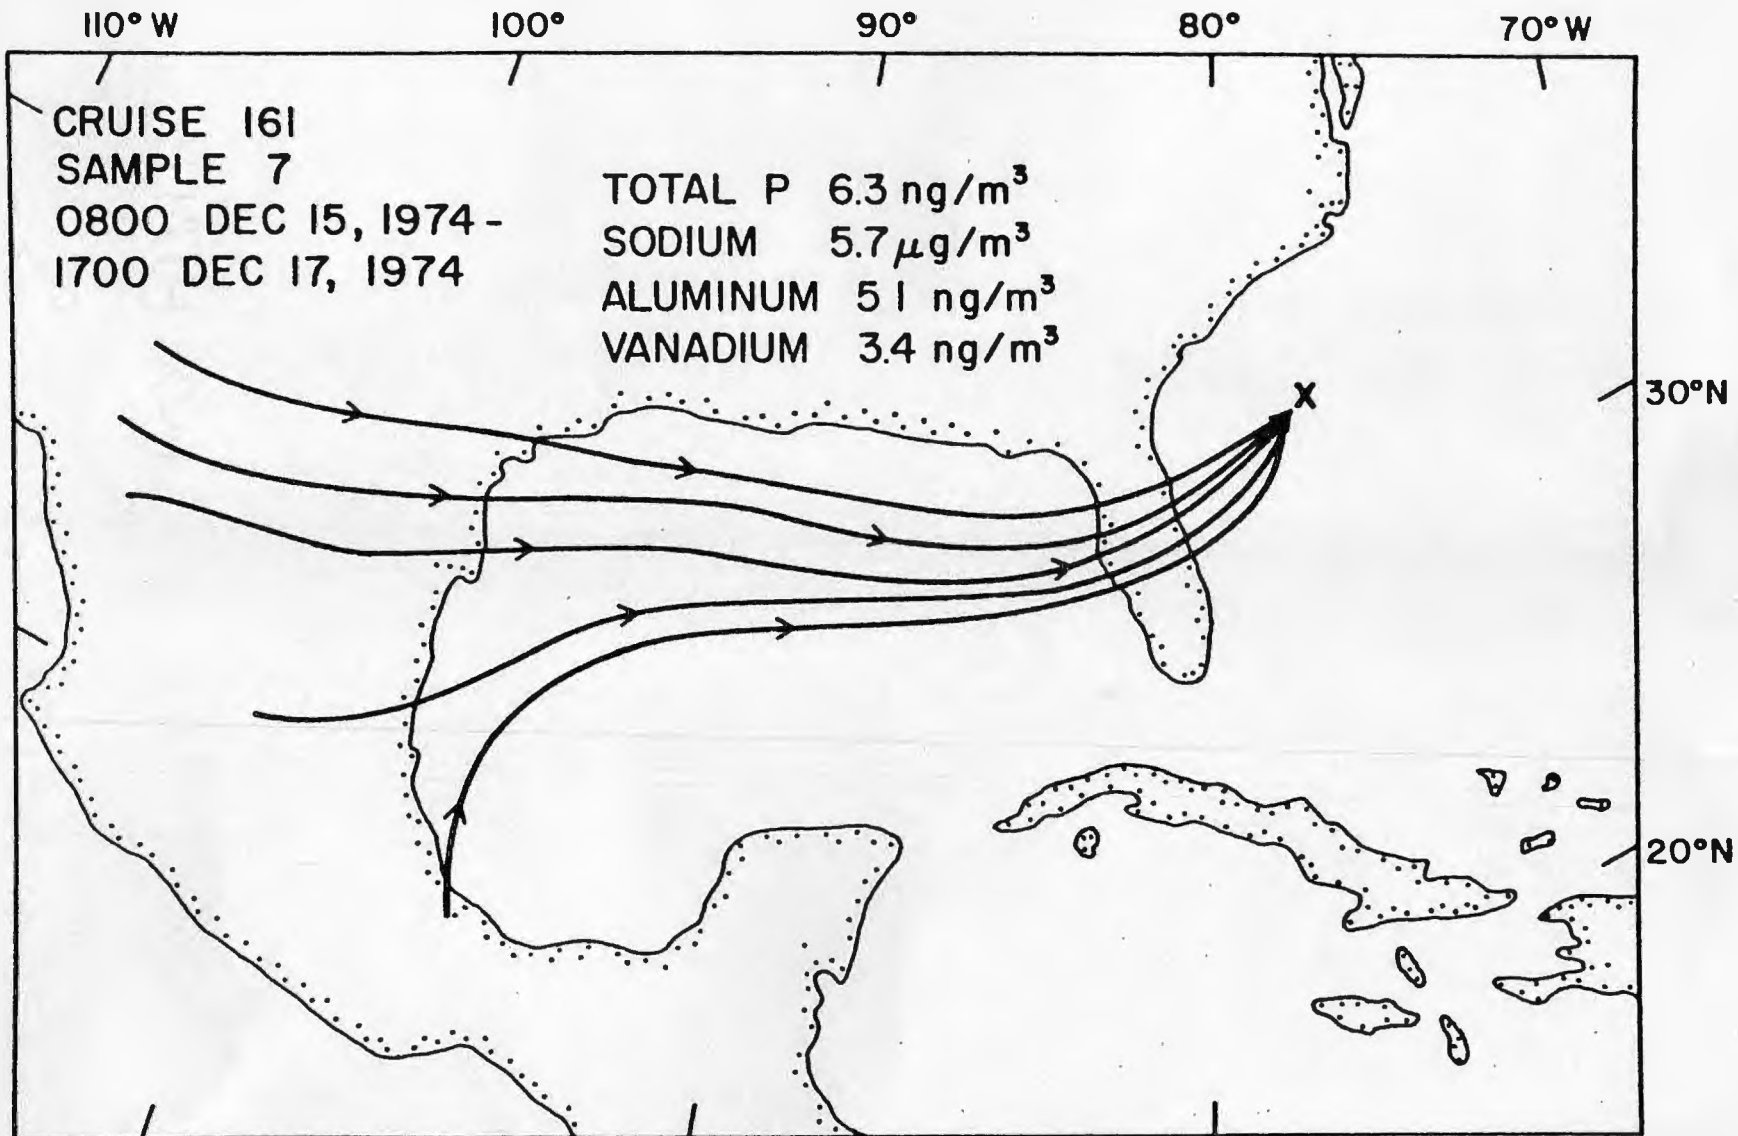 110° W 100° 90° 80° 70° W
CRUISE 161
SAMPLE 7
0800 DEC 15, 1974 -
1700 DEC 17, 1974
TOTAL P 6.3 ng/m³
SODIUM 5.7 μg/m³
ALUMINUM 51 ng/m³
VANADIUM 3.4 ng/m³
X
30°N
20°N